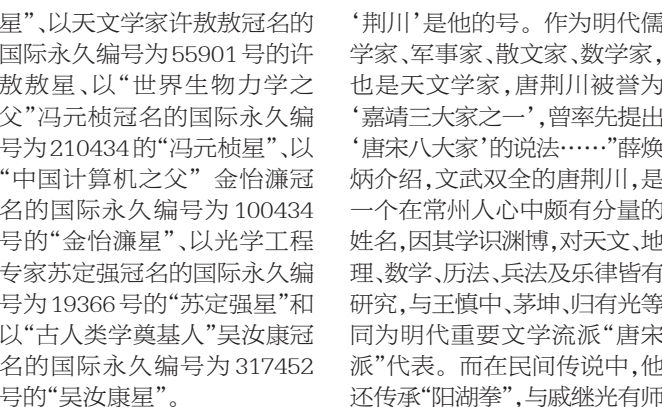 星”、以天文学家许敖敖冠名的
国际永久编号为55901号的许
敖敖星、以“世界生物力学之
父”冯元桢冠名的国际永久编
号为210434的“冯元桢星”、以
“中国计算机之父” 金怡濂冠
名的国际永久编号为100434
号的“金怡濂星”、以光学工程
专家苏定强冠名的国际永久编
号为19366号的“苏定强星”和
以“古人类学奠基人”吴汝康冠
名的国际永久编号为317452
号的“吴汝康星”。
‘荆川’是他的号。作为明代儒
学家、军事家、散文家、数学家,
也是天文学家,唐荆川被誉为
‘嘉靖三大家之一’,曾率先提出
‘唐宋八大家’的说法……”薛焕
炳介绍,文武双全的唐荆川,是
一个在常州人心中颇有分量的
姓名,因其学识渊博,对天文、地
理、数学、历法、兵法及乐律皆有
研究,与王慎中、茅坤、归有光等
同为明代重要文学流派“唐宋
派”代表。而在民间传说中,他
还传承“阳湖拳”,与戚继光有师